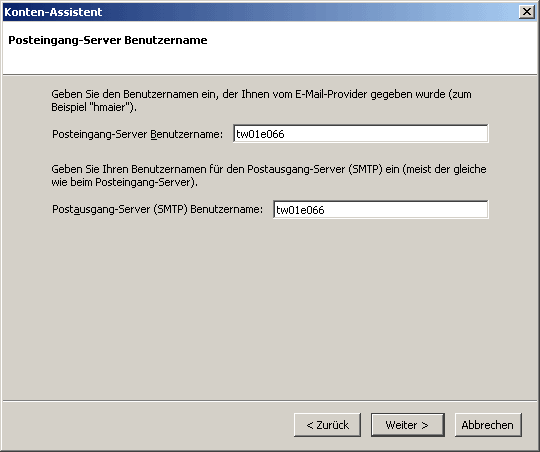 Konten-Assistent
Posteingang-Server Benutzername
Geben Sie den Benutzernamen ein, der Ihnen vom E-Mail-Provider gegeben wurde (zum
Beispiel "hmaier").
Posteingang-Server Benutzername: tw01e066
Geben Sie Ihren Benutzernamen für den Postausgang-Server (SMTP) ein (meist der gleiche
wie beim Posteingang-Server).
Postausgang-Server (SMTP) Benutzername: tw01e066
< Zurück Weiter > Abbrechen